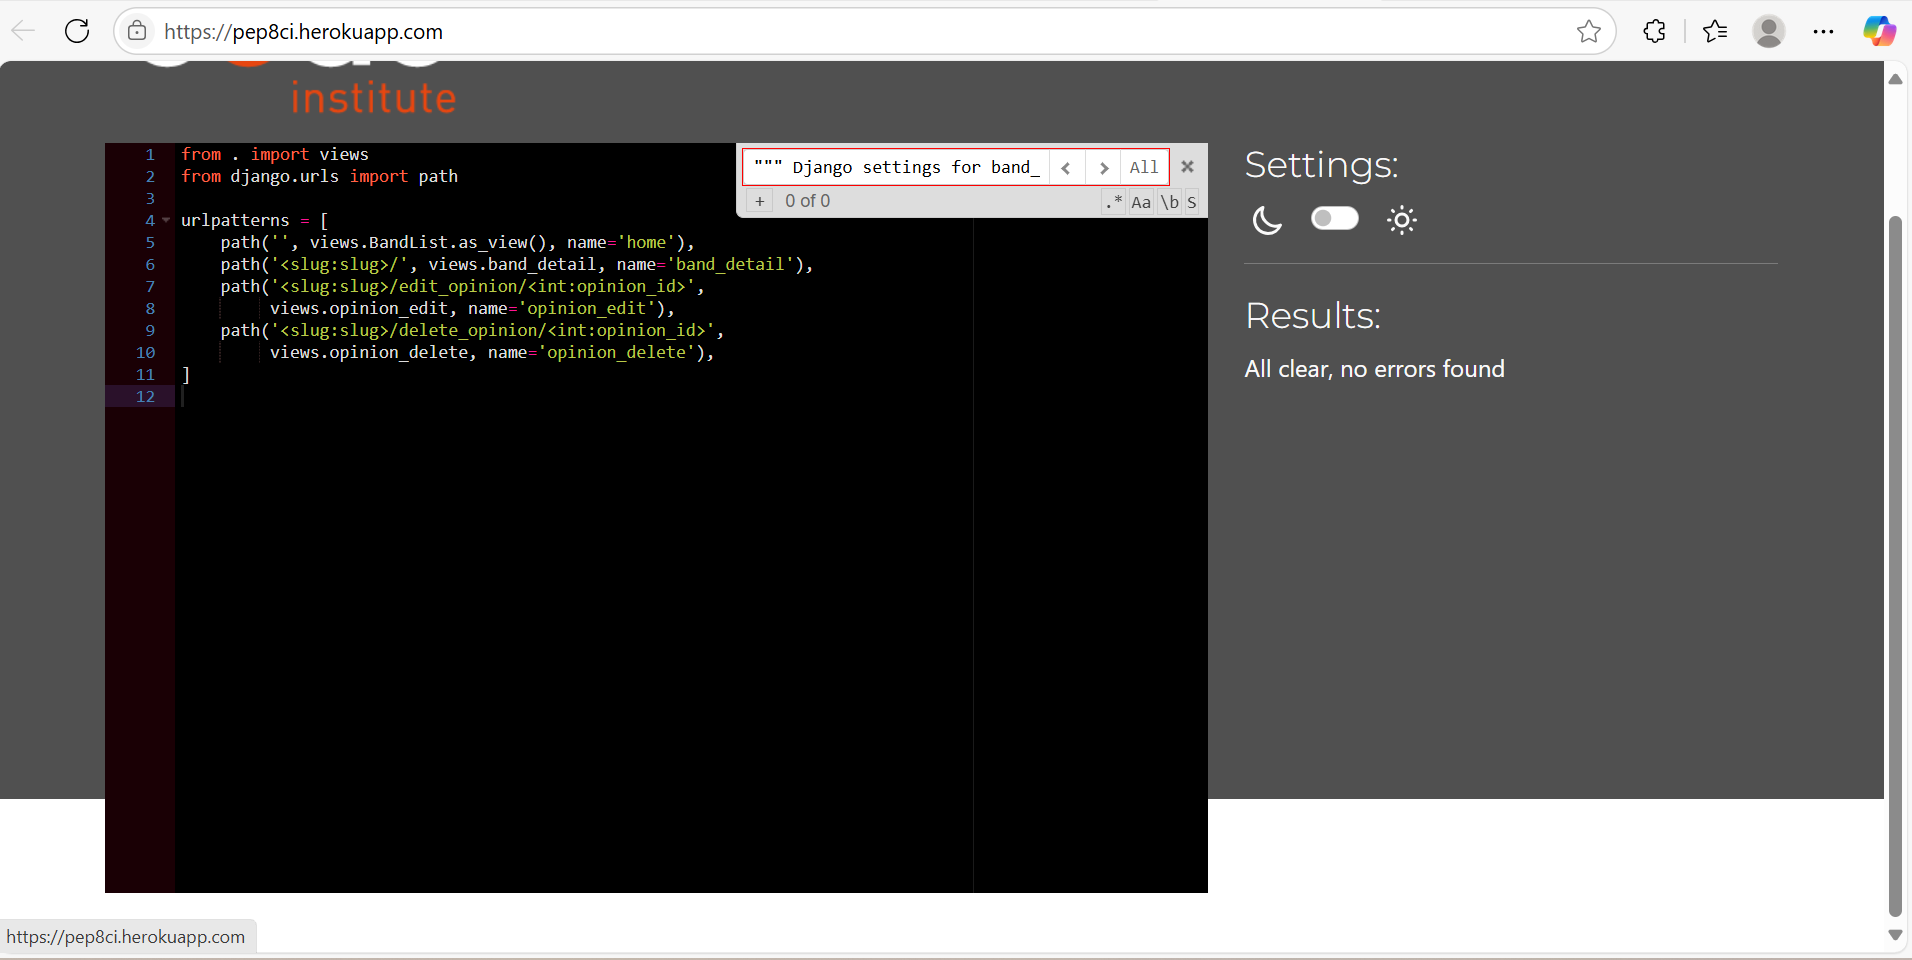 https://pep8ci.herokuapp.com
institute
1 from . import views
2 from django.urls import path
3
4 urlpatterns = [
5     path('', views.BandList.as_view(), name='home'),
6     path('<slug:slug>/', views.band_detail, name='band_detail'),
7     path('<slug:slug>/edit_opinion/<int:opinion_id>',
8          views.opinion_edit, name='opinion_edit'),
9     path('<slug:slug>/delete_opinion/<int:opinion_id>',
10          views.opinion_delete, name='opinion_delete'),
11 ]
12
""" Django settings for band_
All
+ 0 of 0 .* Aa \b S
Settings:
Results:
All clear, no errors found
https://pep8ci.herokuapp.com